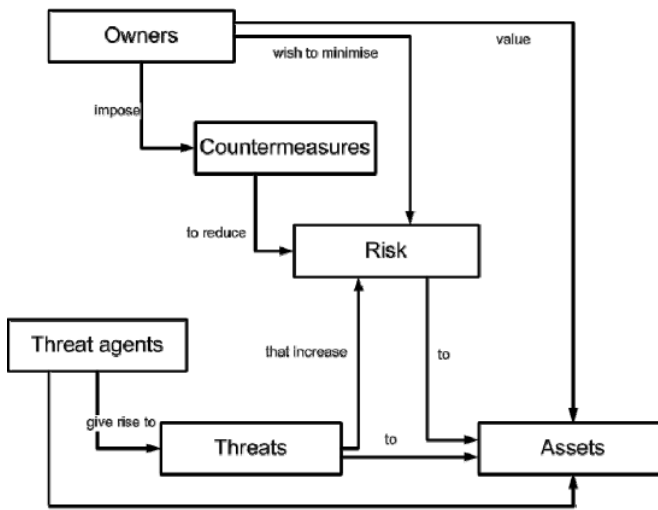 Owners
value
wish to minimise
impose
Countermeasures
to reduce
Risk
Threat agents
that increase
to
give rise to
Threats
to
Assets